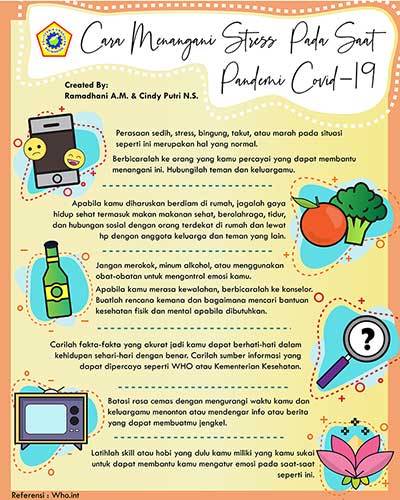 Cara Menangani Stress Pada Saat
Pandemi Covid-19
Created By:
Ramadhani A.M. & Cindy Putri N.S.
Perasaan sedih, stress, bingung, takut, atau marah pada situasi
seperti ini merupakan hal yang normal.
Berbicaralah ke orang yang kamu percayai yang dapat membantu
menangani ini. Hubungilah teman dan keluargamu.
Apabila kamu diharuskan berdiam di rumah, jagalah gaya
hidup sehat termasuk makan makanan sehat, berolahraga, tidur,
dan hubungan sosial dengan orang terdekat di rumah dan lewat
hp dengan anggota keluarga dan teman yang lain.
Jangan merokok, minum alkohol, atau menggunakan
obat-obatan untuk mengontrol emosi kamu.
Apabila kamu merasa kewalahan, berbicaralah ke konselor.
Buatlah rencana kemana dan bagaimana mencari bantuan
kesehatan fisik dan mental apabila dibutuhkan.
Carilah fakta-fakta yang akurat jadi kamu dapat berhati-hati dalam
kehidupan sehari-hari dengan benar. Carilah sumber informasi yang
dapat dipercaya seperti WHO atau Kementerian Kesehatan.
?
Batasi rasa cemas dengan mengurangi waktu kamu dan
keluargamu menonton atau mendengar info atau berita
yang dapat membuatmu jengkel.
Latihlah skill atau hobi yang dulu kamu miliki yang kamu sukai
untuk dapat membantu kamu mengatur emosi pada saat-saat
seperti ini.
Referensi : Who.int